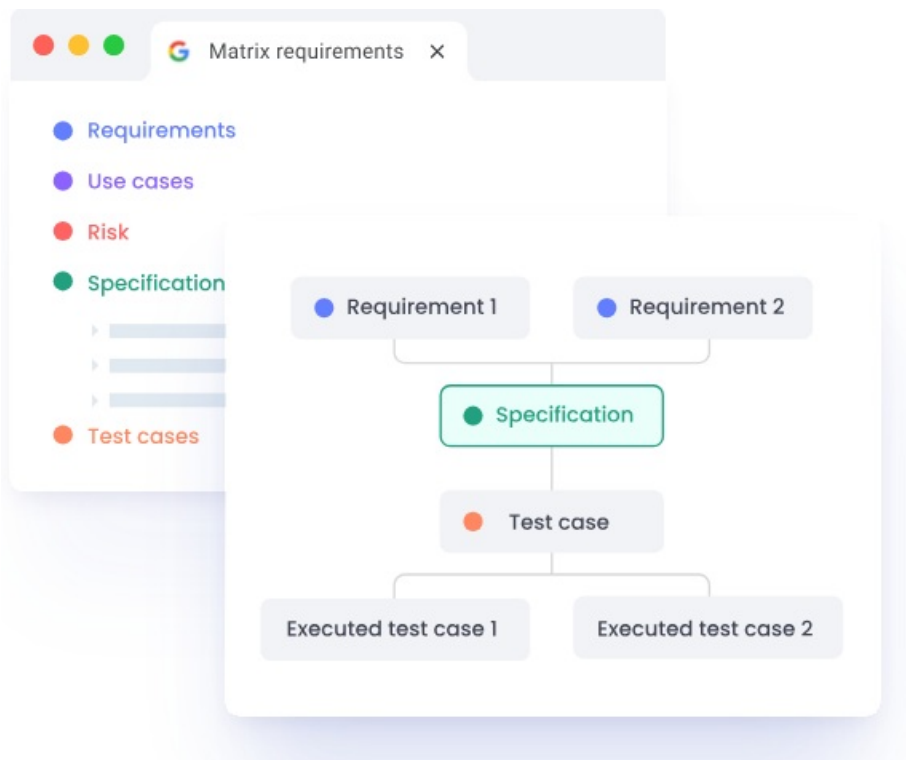 Matrix requirements
Requirements
Use cases
Risk
Specification
Test cases
Requirement 1
Requirement 2
Specification
Test case
Executed test case 1
Executed test case 2